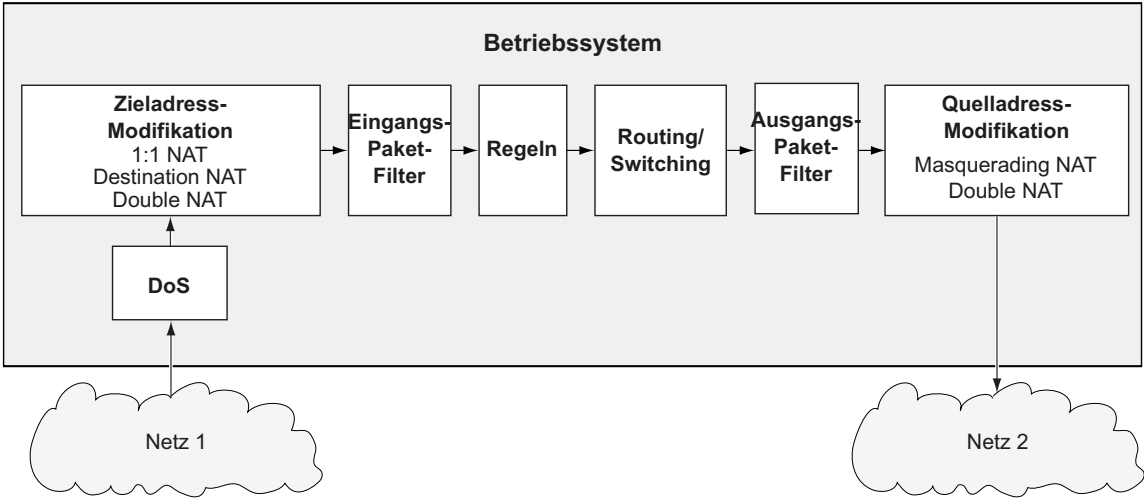 Betriebssystem
Zieladress-
Modifikation
1:1 NAT
Destination NAT
Double NAT
Eingangs-
Paket-
Filter
Regeln
Routing/
Switching
Ausgangs-
Paket-
Filter
Quelladress-
Modifikation
Masquerading NAT
Double NAT
DoS
Netz 1
Netz 2